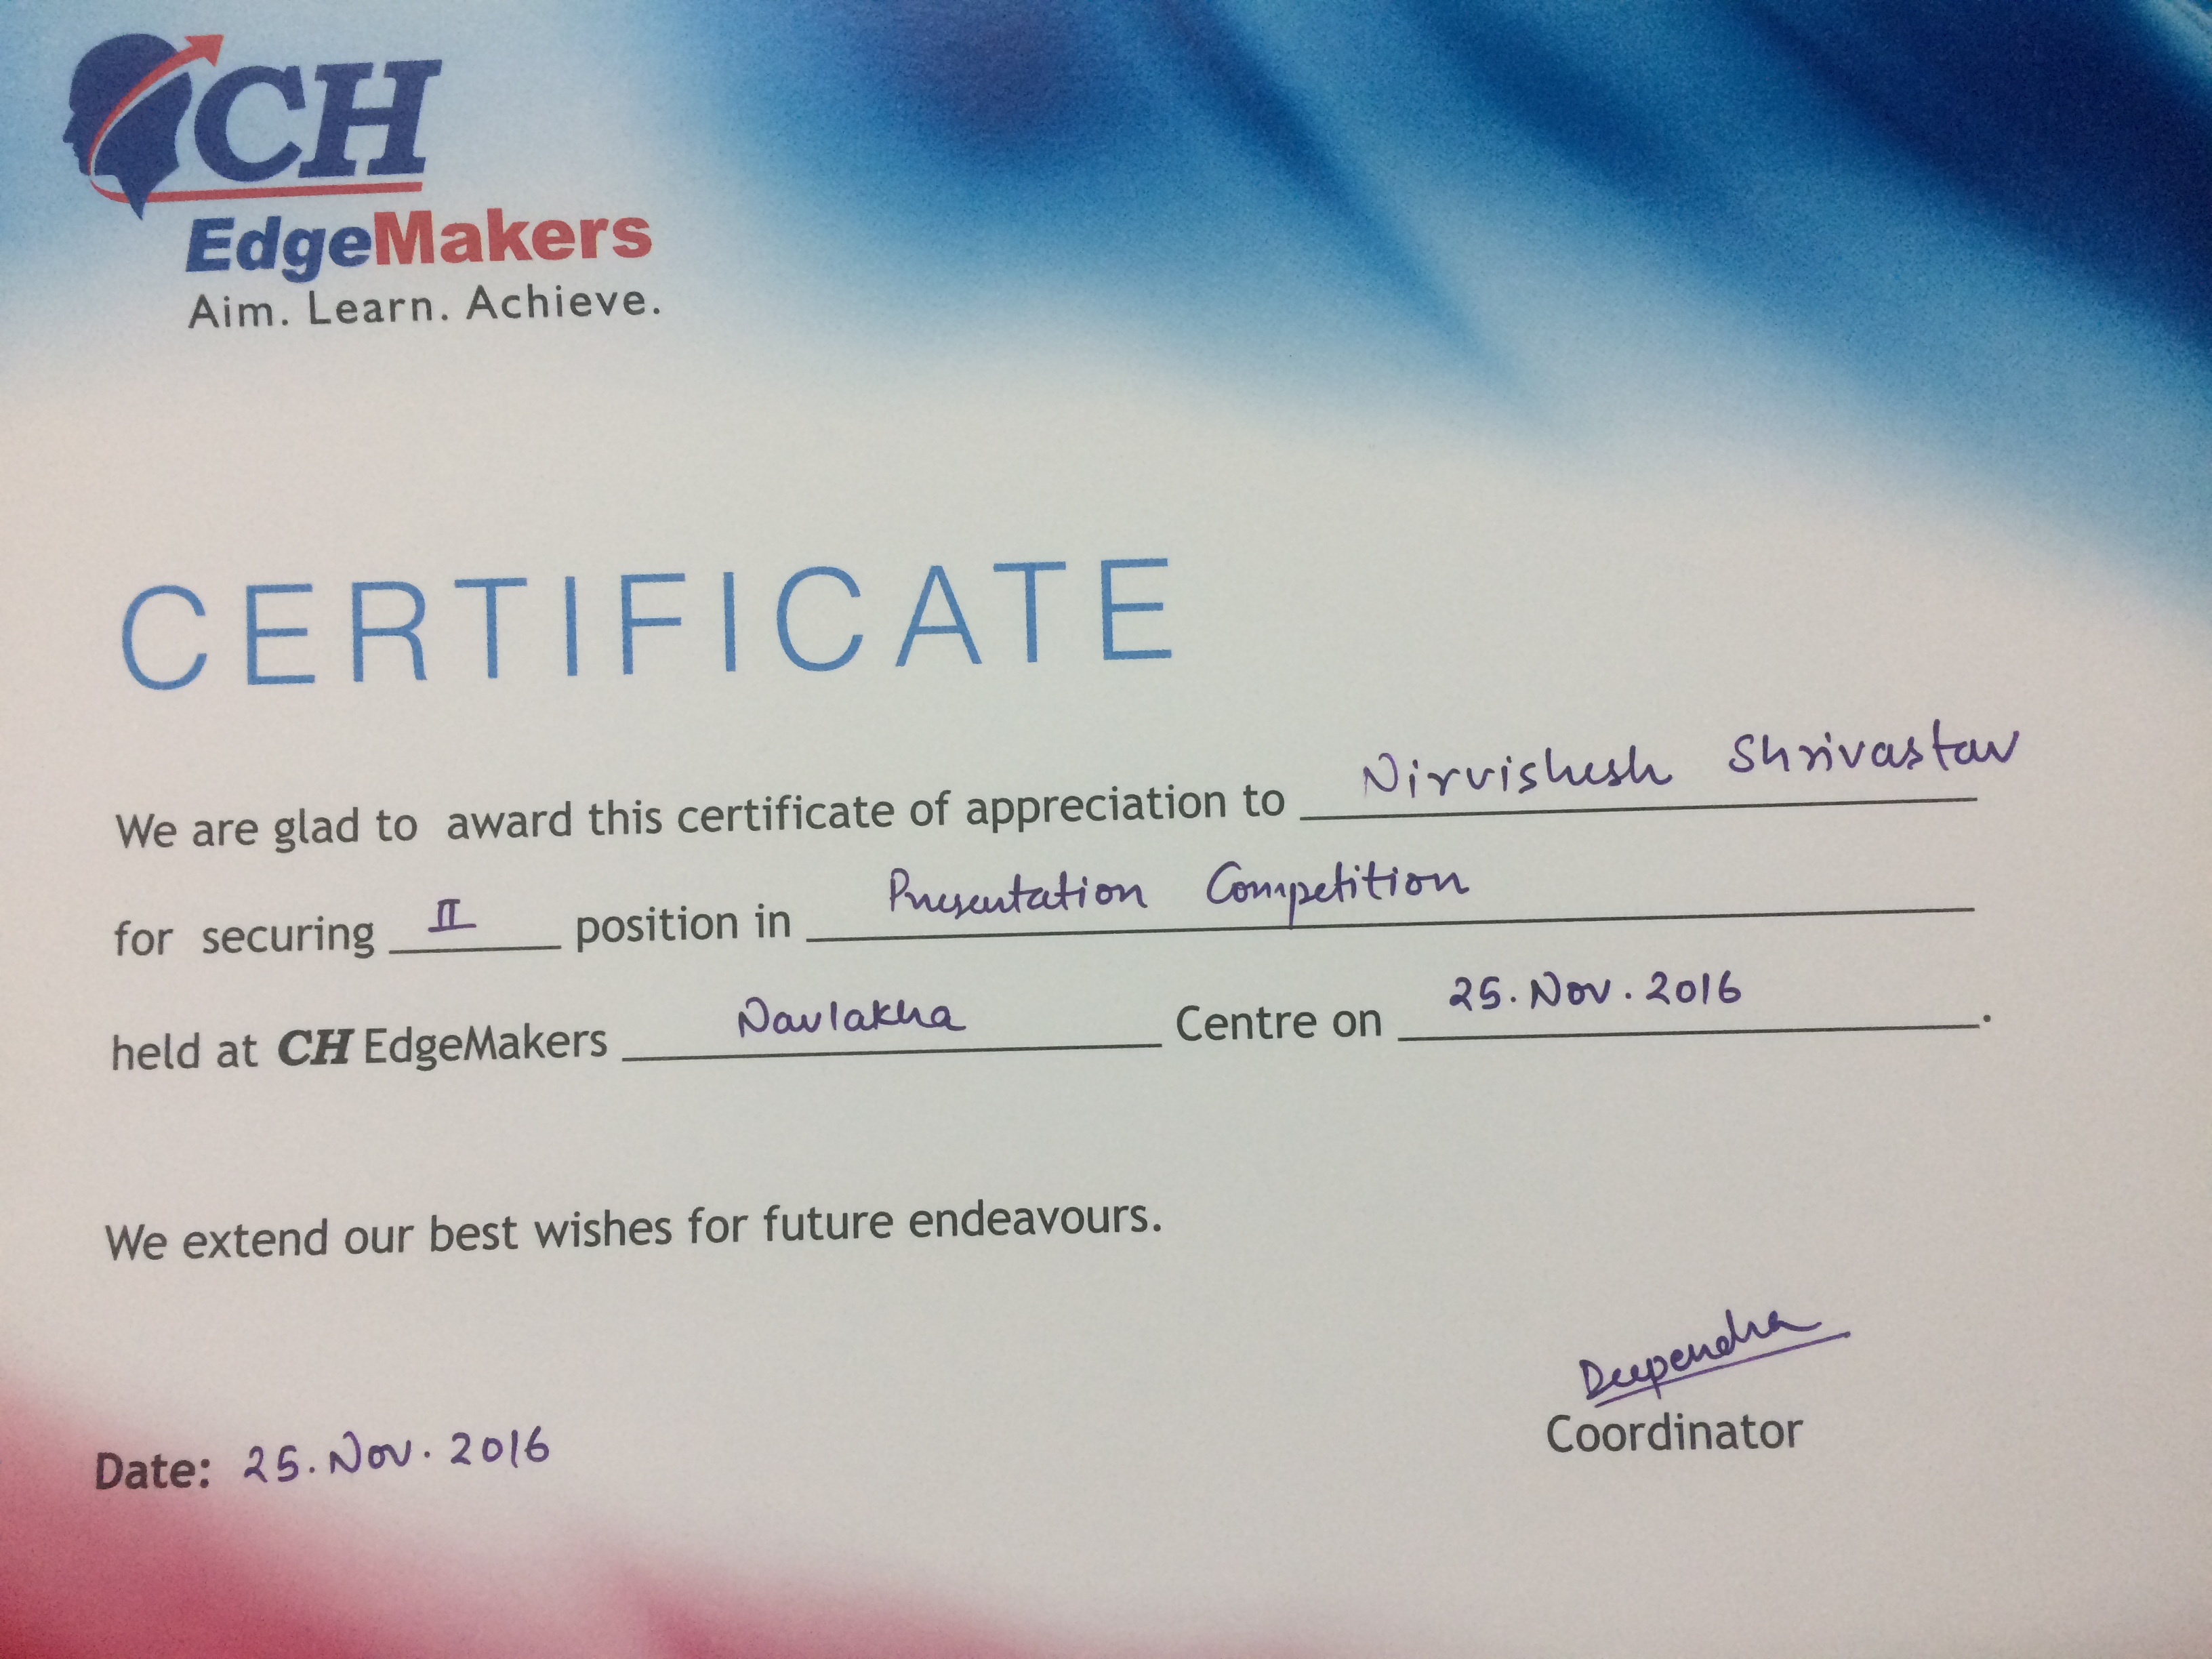 CH
EdgeMakers
Aim. Learn. Achieve.
CERTIFICATE
We are glad to award this certificate of appreciation to Nirvishesh Shrivastav
for securing II position in Presentation Competition
held at CH EdgeMakers Navlakha Centre on 25. Nov. 2016.
We extend our best wishes for future endeavours.
Deependra
Coordinator
Date: 25. Nov. 2016